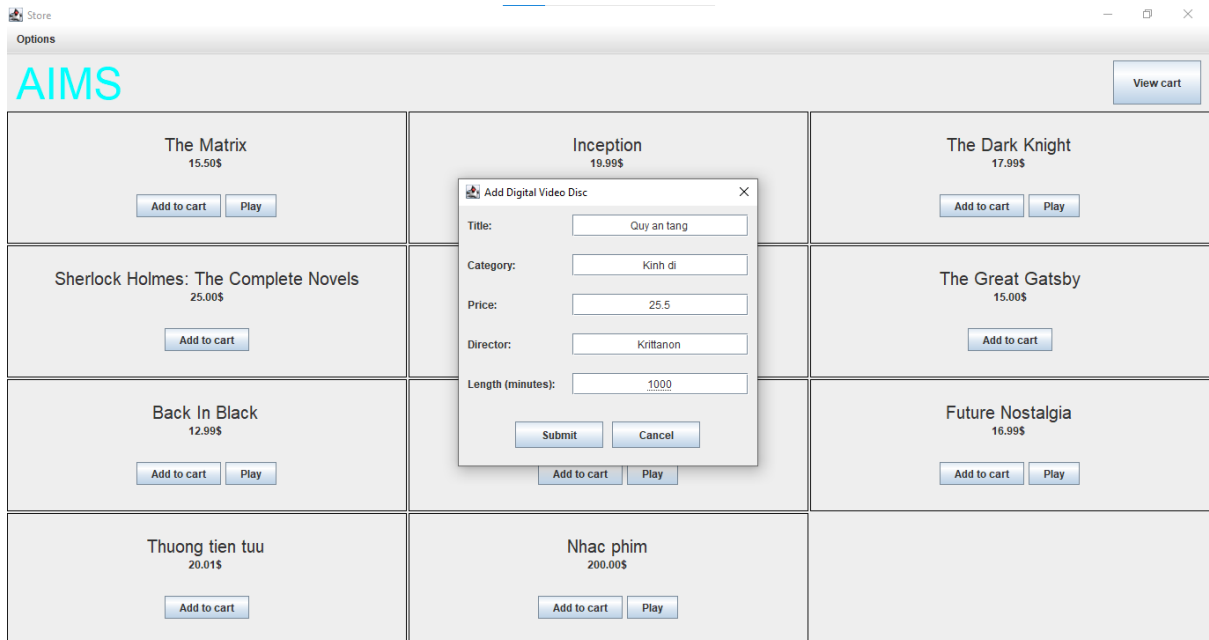 Store
Options
AIMS
View cart
The Matrix
15.50$
Add to cart Play
Inception
19.99$
The Dark Knight
17.99$
Add to cart Play
Add Digital Video Disc
Title: Quy an tang
Category: Kinh di
Price: 25.5
Director: Krittanon
Length (minutes): 1000
Submit Cancel
Sherlock Holmes: The Complete Novels
25.00$
Add to cart
The Great Gatsby
15.00$
Add to cart
Back In Black
12.99$
Add to cart Play
Add to cart Play
Future Nostalgia
16.99$
Add to cart Play
Thuong tien tuu
20.01$
Add to cart
Nhac phim
200.00$
Add to cart Play